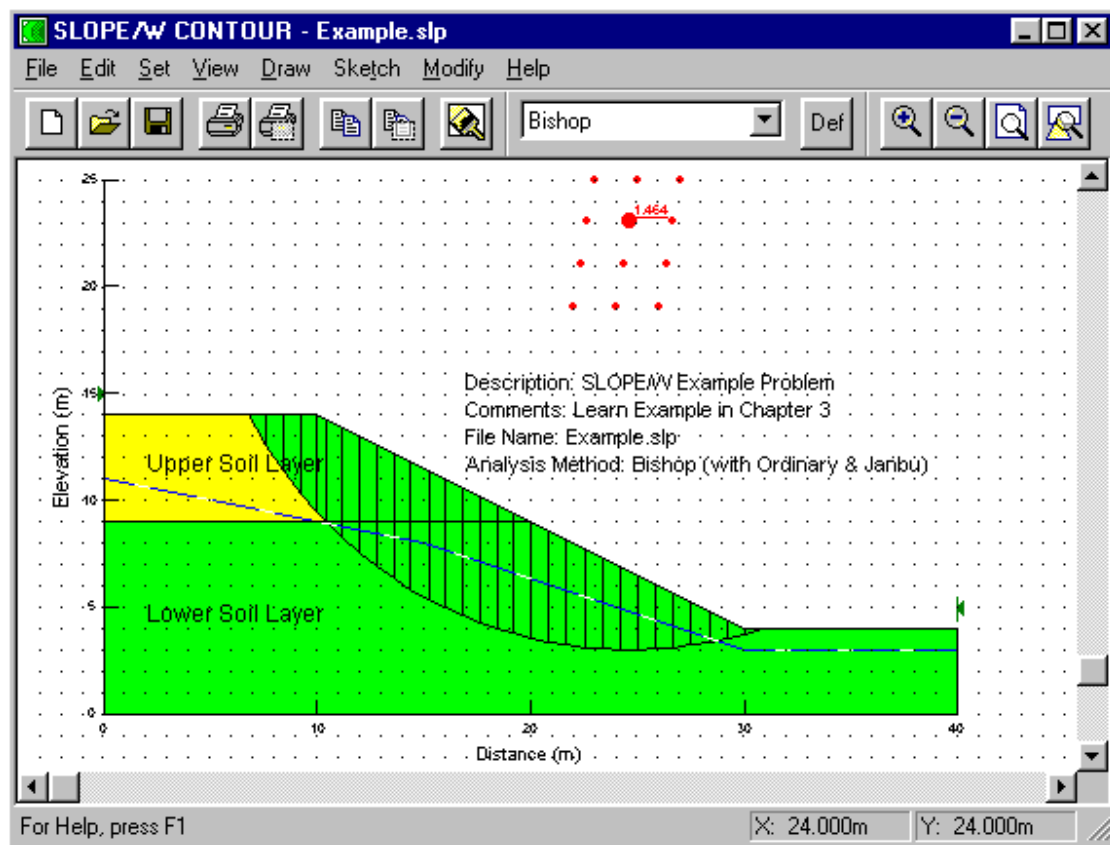 SLOPE/W CONTOUR - Example.slp
File Edit Set View Draw Sketch Modify Help
Bishop Def
25
1.464
20
15
Description: SLOPE/W Example Problem
Comments: Learn Example in Chapter 3
File Name: Example.slp
Analysis Method: Bishop (with Ordinary & Janbu)
Elevation (m)
Upper Soil Layer
10
Lower Soil Layer
5
0
0 10 20 30 40
Distance (m)
For Help, press F1 X: 24.000m Y: 24.000m